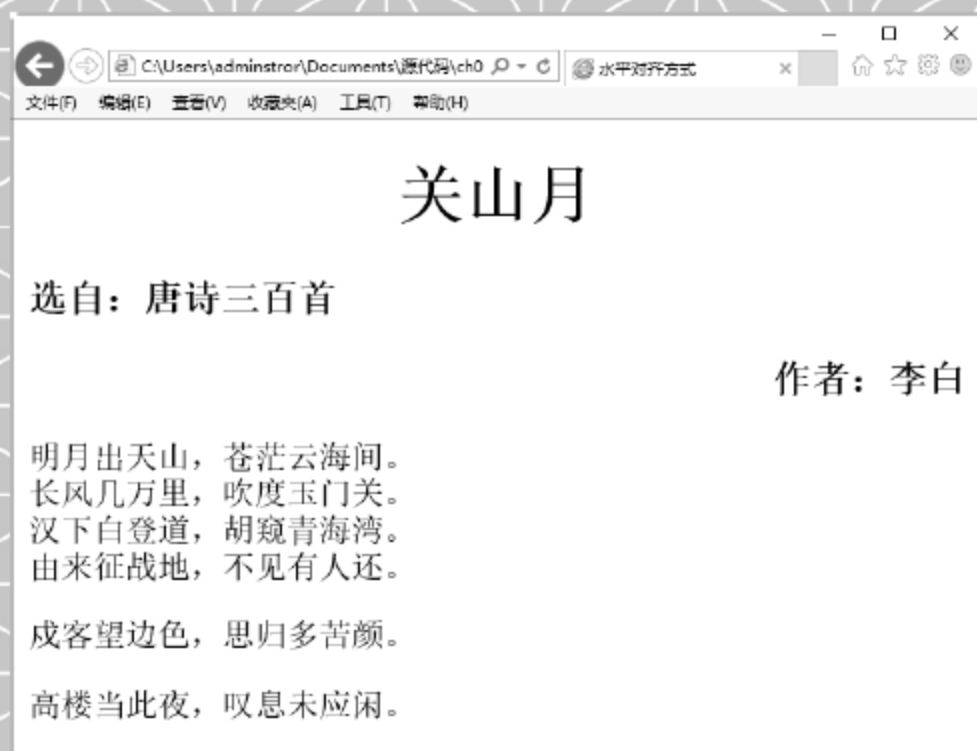 C:\Users\adminstror\Documents\源代码\ch0
水平对齐方式
文件(F) 编辑(E) 查看(V) 收藏夹(A) 工具(T) 帮助(H)
关山月
选自：唐诗三百首
作者：李白
明月出天山，苍茫云海间。
长风几万里，吹度玉门关。
汉下白登道，胡窥青海湾。
由来征战地，不见有人还。
戍客望边色，思归多苦颜。
高楼当此夜，叹息未应闲。